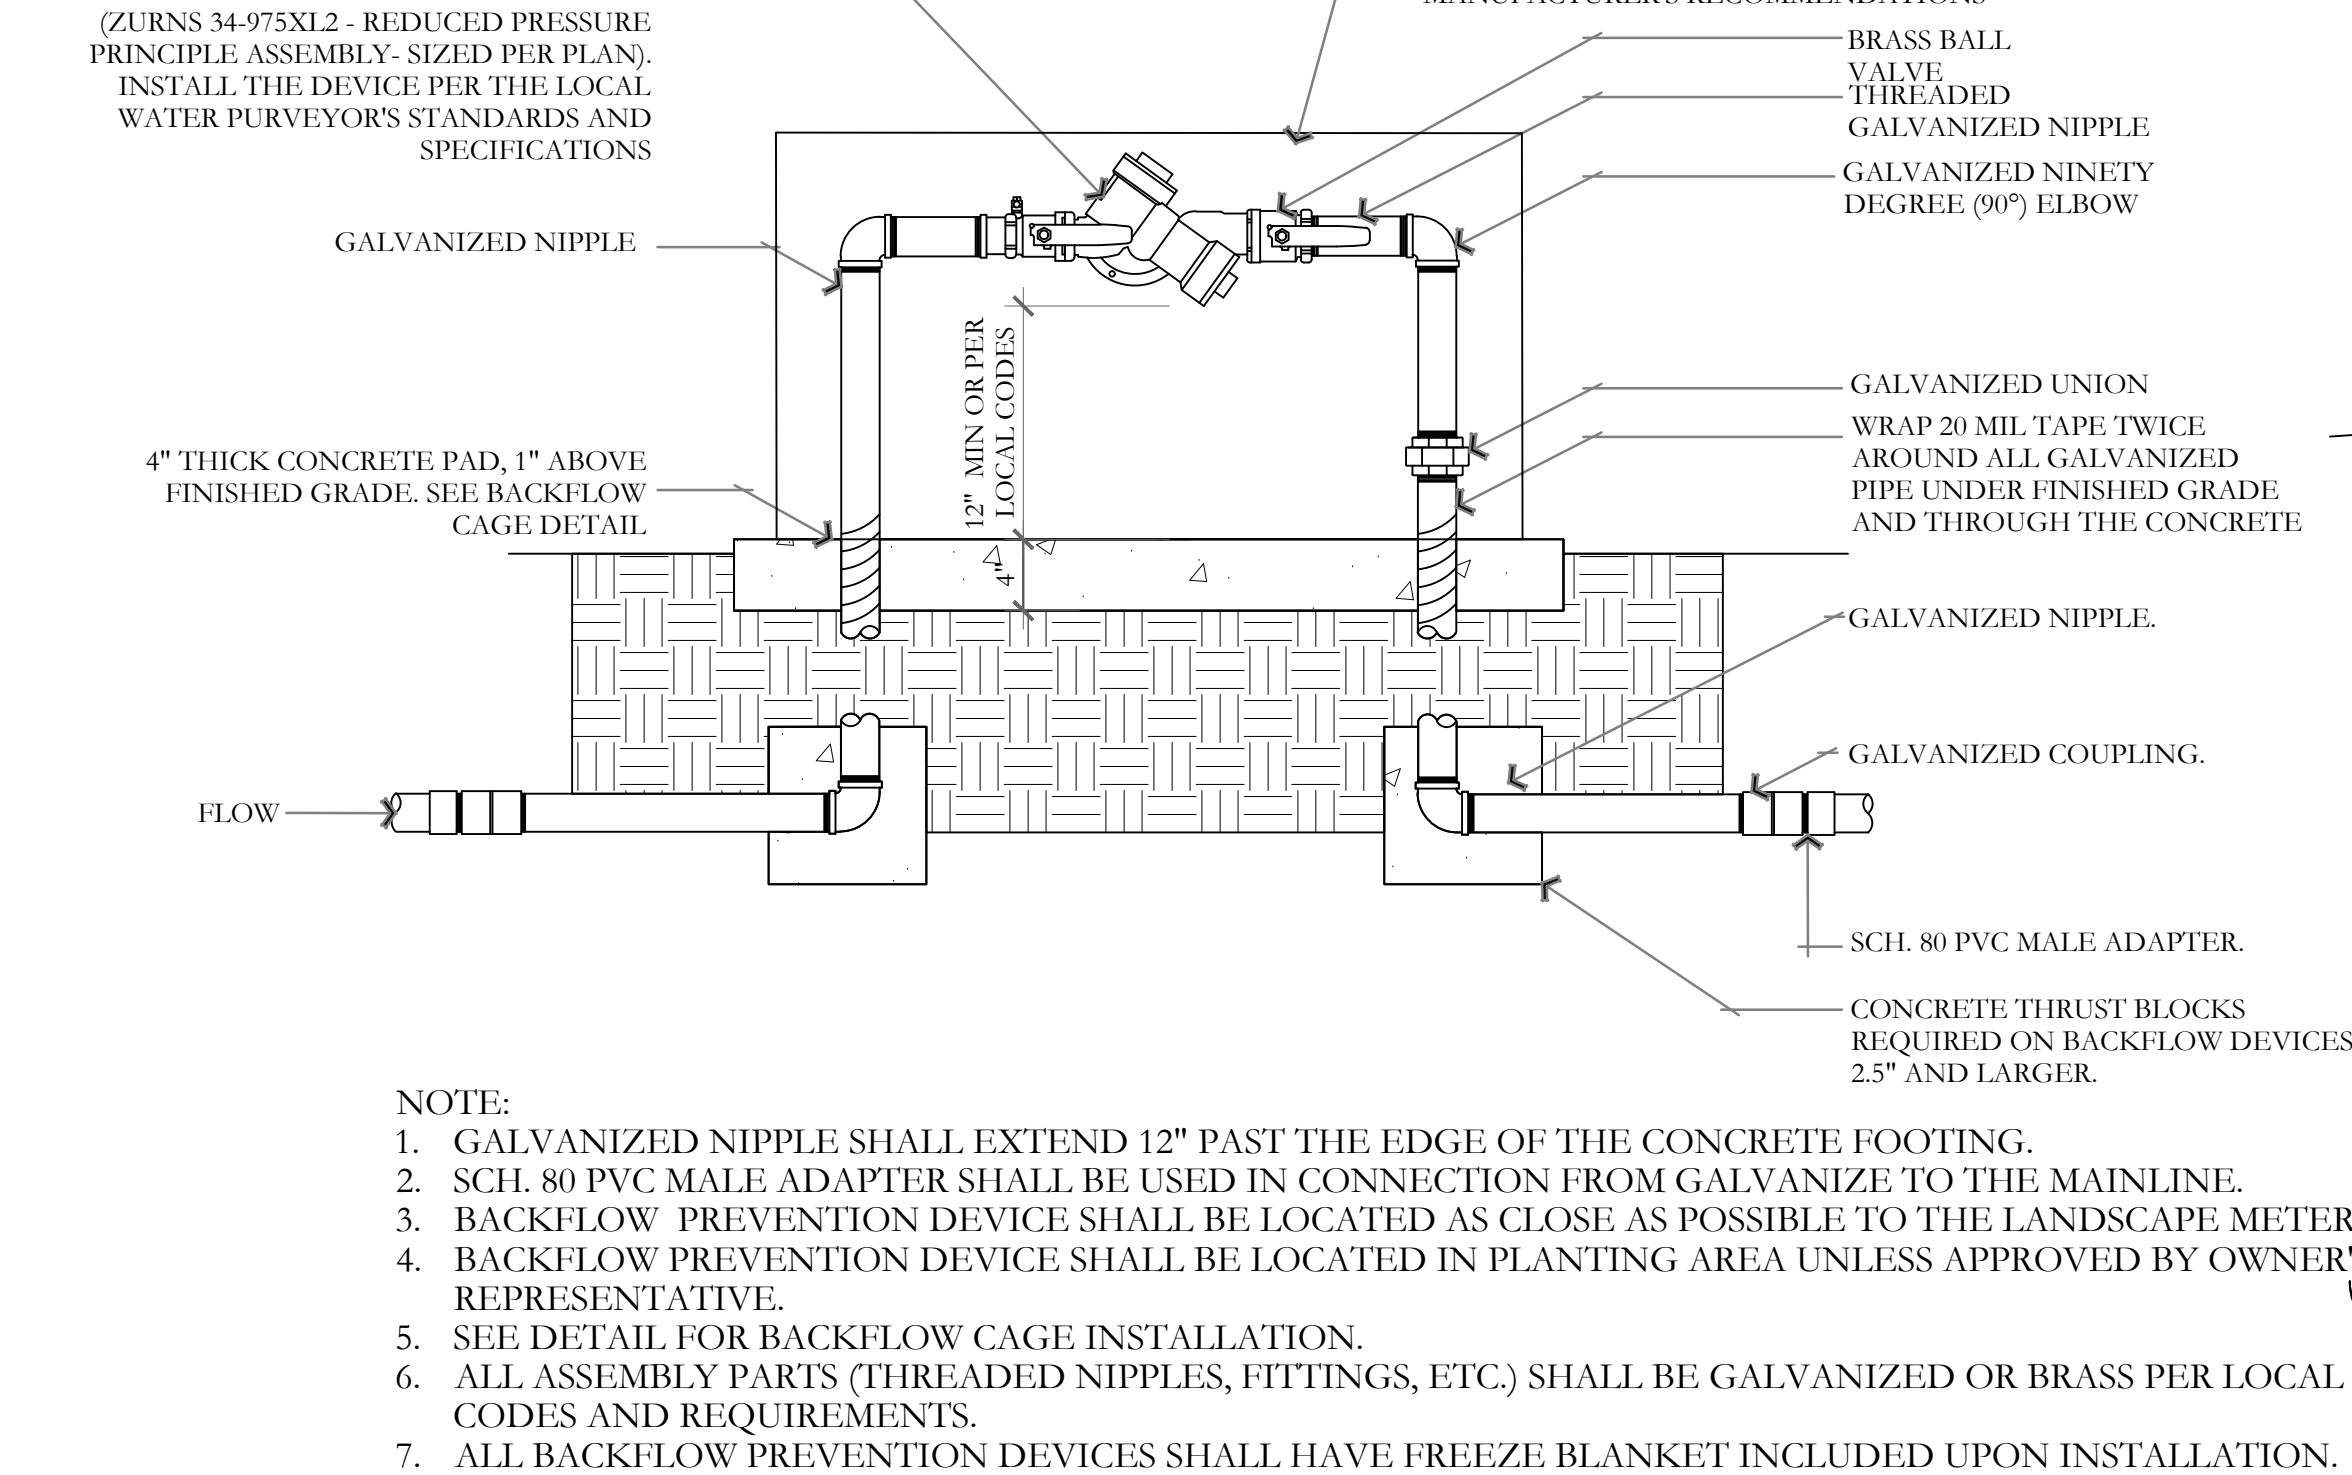 (ZURNS 34-975XL2 - REDUCED PRESSURE
PRINCIPLE ASSEMBLY- SIZED PER PLAN).
INSTALL THE DEVICE PER THE LOCAL
WATER PURVEYOR'S STANDARDS AND
SPECIFICATIONS
GALVANIZED NIPPLE
4" THICK CONCRETE PAD, 1" ABOVE
FINISHED GRADE. SEE BACKFLOW
CAGE DETAIL
FLOW
12" MIN OR PER
LOCAL CODES
4"
MANUFACTURER'S RECOMMENDATIONS
BRASS BALL
VALVE
THREADED
GALVANIZED NIPPLE
GALVANIZED NINETY
DEGREE (90°) ELBOW
GALVANIZED UNION
WRAP 20 MIL TAPE TWICE
AROUND ALL GALVANIZED
PIPE UNDER FINISHED GRADE
AND THROUGH THE CONCRETE
GALVANIZED NIPPLE.
GALVANIZED COUPLING.
SCH. 80 PVC MALE ADAPTER.
CONCRETE THRUST BLOCKS
REQUIRED ON BACKFLOW DEVICES
2.5" AND LARGER.
NOTE:
1. GALVANIZED NIPPLE SHALL EXTEND 12" PAST THE EDGE OF THE CONCRETE FOOTING.
2. SCH. 80 PVC MALE ADAPTER SHALL BE USED IN CONNECTION FROM GALVANIZE TO THE MAINLINE.
3. BACKFLOW PREVENTION DEVICE SHALL BE LOCATED AS CLOSE AS POSSIBLE TO THE LANDSCAPE METER
4. BACKFLOW PREVENTION DEVICE SHALL BE LOCATED IN PLANTING AREA UNLESS APPROVED BY OWNER'
REPRESENTATIVE.
5. SEE DETAIL FOR BACKFLOW CAGE INSTALLATION.
6. ALL ASSEMBLY PARTS (THREADED NIPPLES, FITTINGS, ETC.) SHALL BE GALVANIZED OR BRASS PER LOCAL
CODES AND REQUIREMENTS.
7. ALL BACKFLOW PREVENTION DEVICES SHALL HAVE FREEZE BLANKET INCLUDED UPON INSTALLATION.